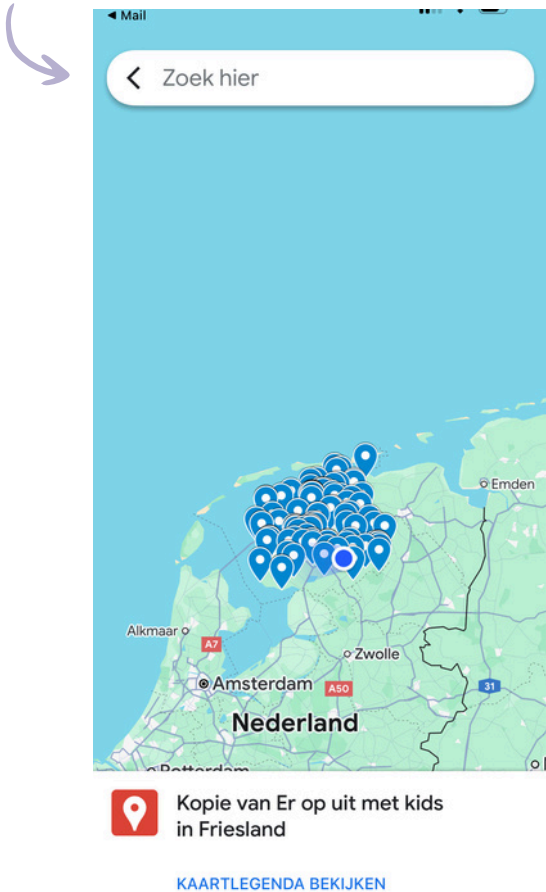 ◀ Mail
Zoek hier
Emden
Alkmaar
A7
Zwolle
Amsterdam
A50
31
Nederland
Rotterdam
Kopie van Er op uit met kids
in Friesland
KAARTLEGENDA BEKIJKEN